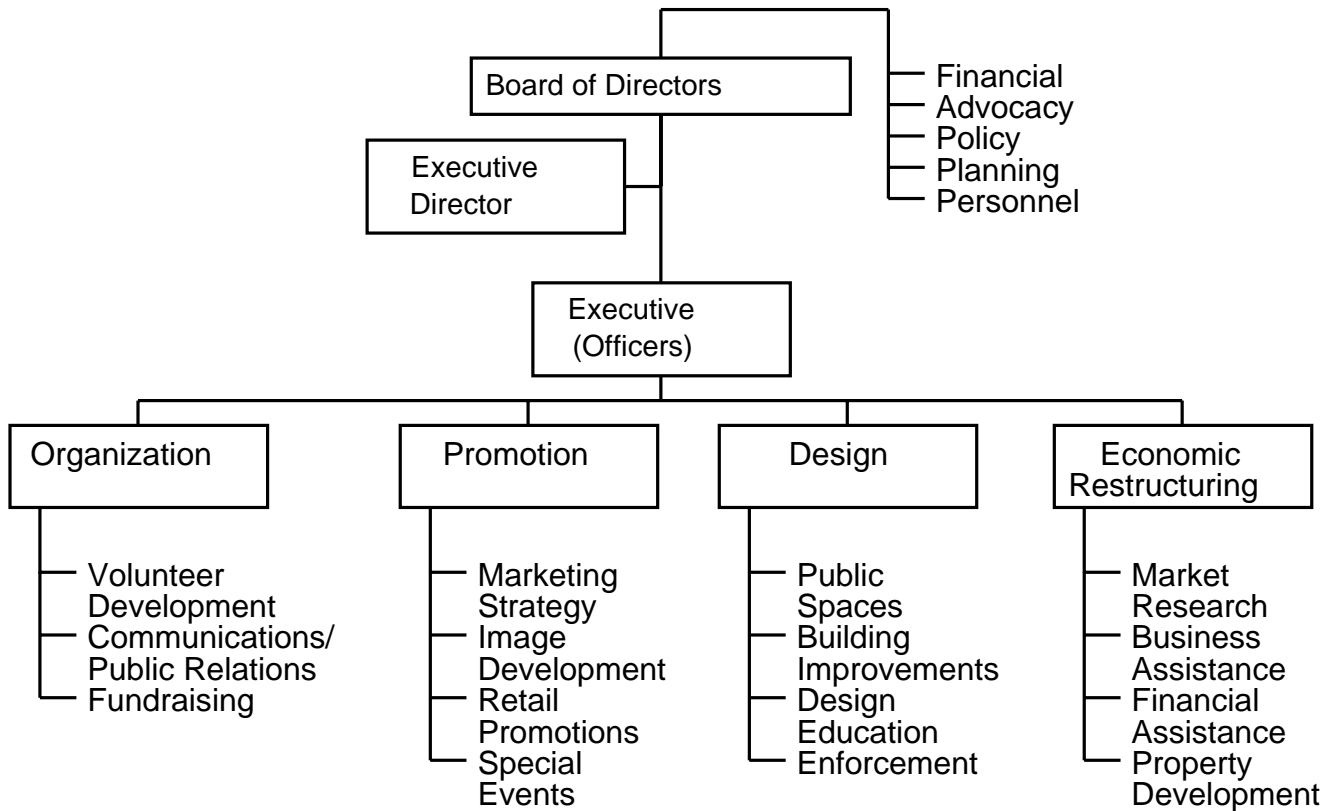 Board of Directors
Financial
Advocacy
Policy
Planning
Personnel
Executive
Director
Executive
(Officers)
Organization
Volunteer
Development
Communications/
Public Relations
Fundraising
Promotion
Marketing
Strategy
Image
Development
Retail
Promotions
Special
Events
Design
Public
Spaces
Building
Improvements
Design
Education
Enforcement
Economic
Restructuring
Market
Research
Business
Assistance
Financial
Assistance
Property
Development